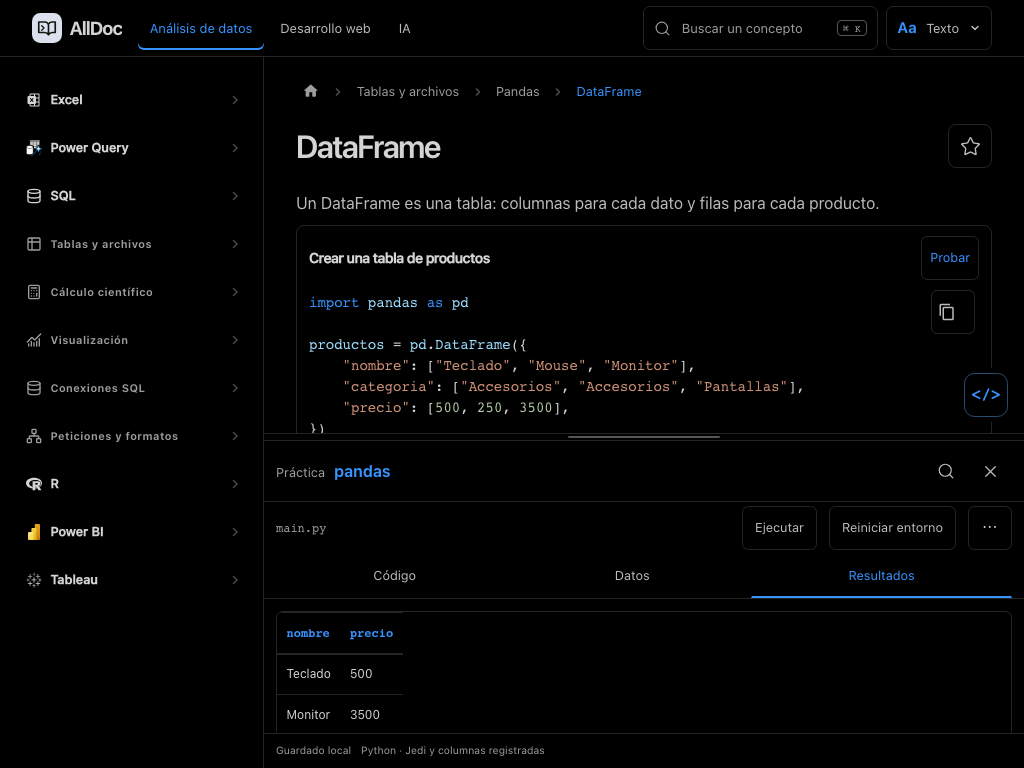 AllDoc
Análisis de datos
Desarrollo web
IA
Buscar un concepto
⌘ K
Aa Texto
Excel
Power Query
SQL
Tablas y archivos
Cálculo científico
Visualización
Conexiones SQL
Peticiones y formatos
R
Power BI
Tableau
Tablas y archivos > Pandas > DataFrame
DataFrame
Un DataFrame es una tabla: columnas para cada dato y filas para cada producto.
Crear una tabla de productos
Probar
import pandas as pd
productos = pd.DataFrame({
    "nombre": ["Teclado", "Mouse", "Monitor"],
    "categoria": ["Accesorios", "Accesorios", "Pantallas"],
    "precio": [500, 250, 3500],
})
</>
Práctica pandas
main.py
Ejecutar
Reiniciar entorno
...
Código
Datos
Resultados
nombre precio
Teclado 500
Monitor 3500
Guardado local Python · Jedi y columnas registradas